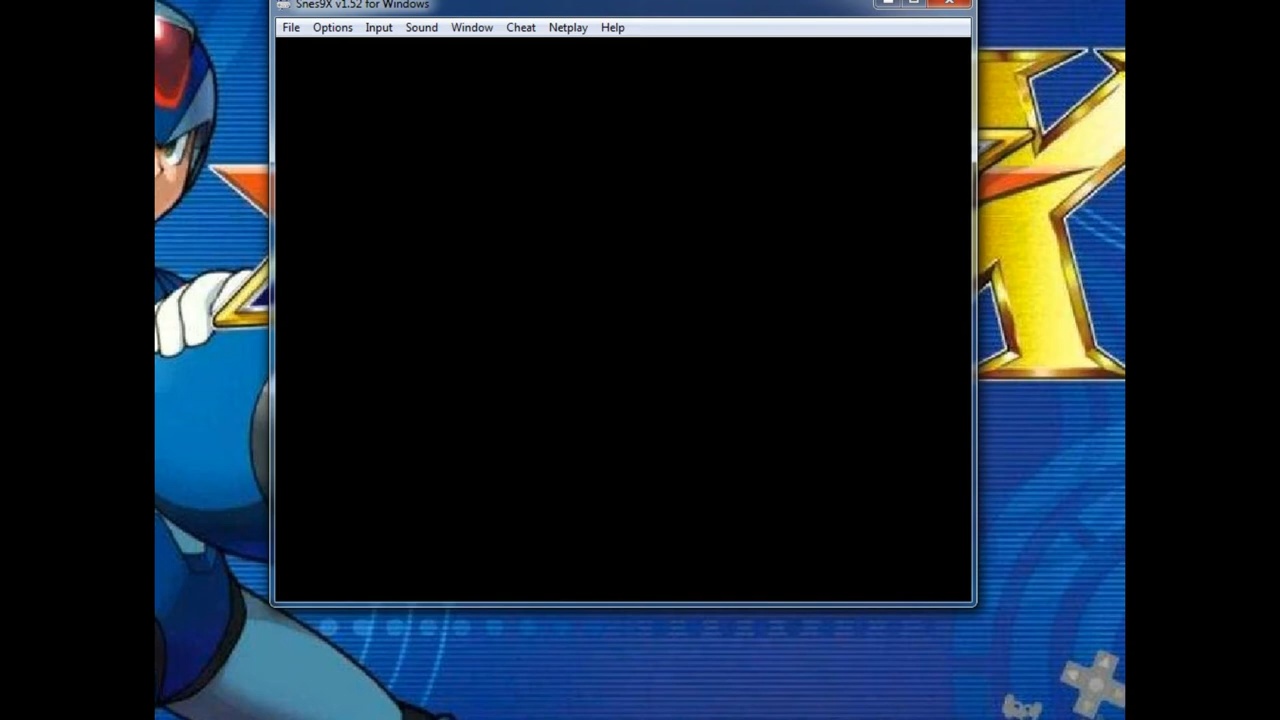 Snes9X v1.52 for Windows
File Options Input Sound Window Cheat Netplay Help
X